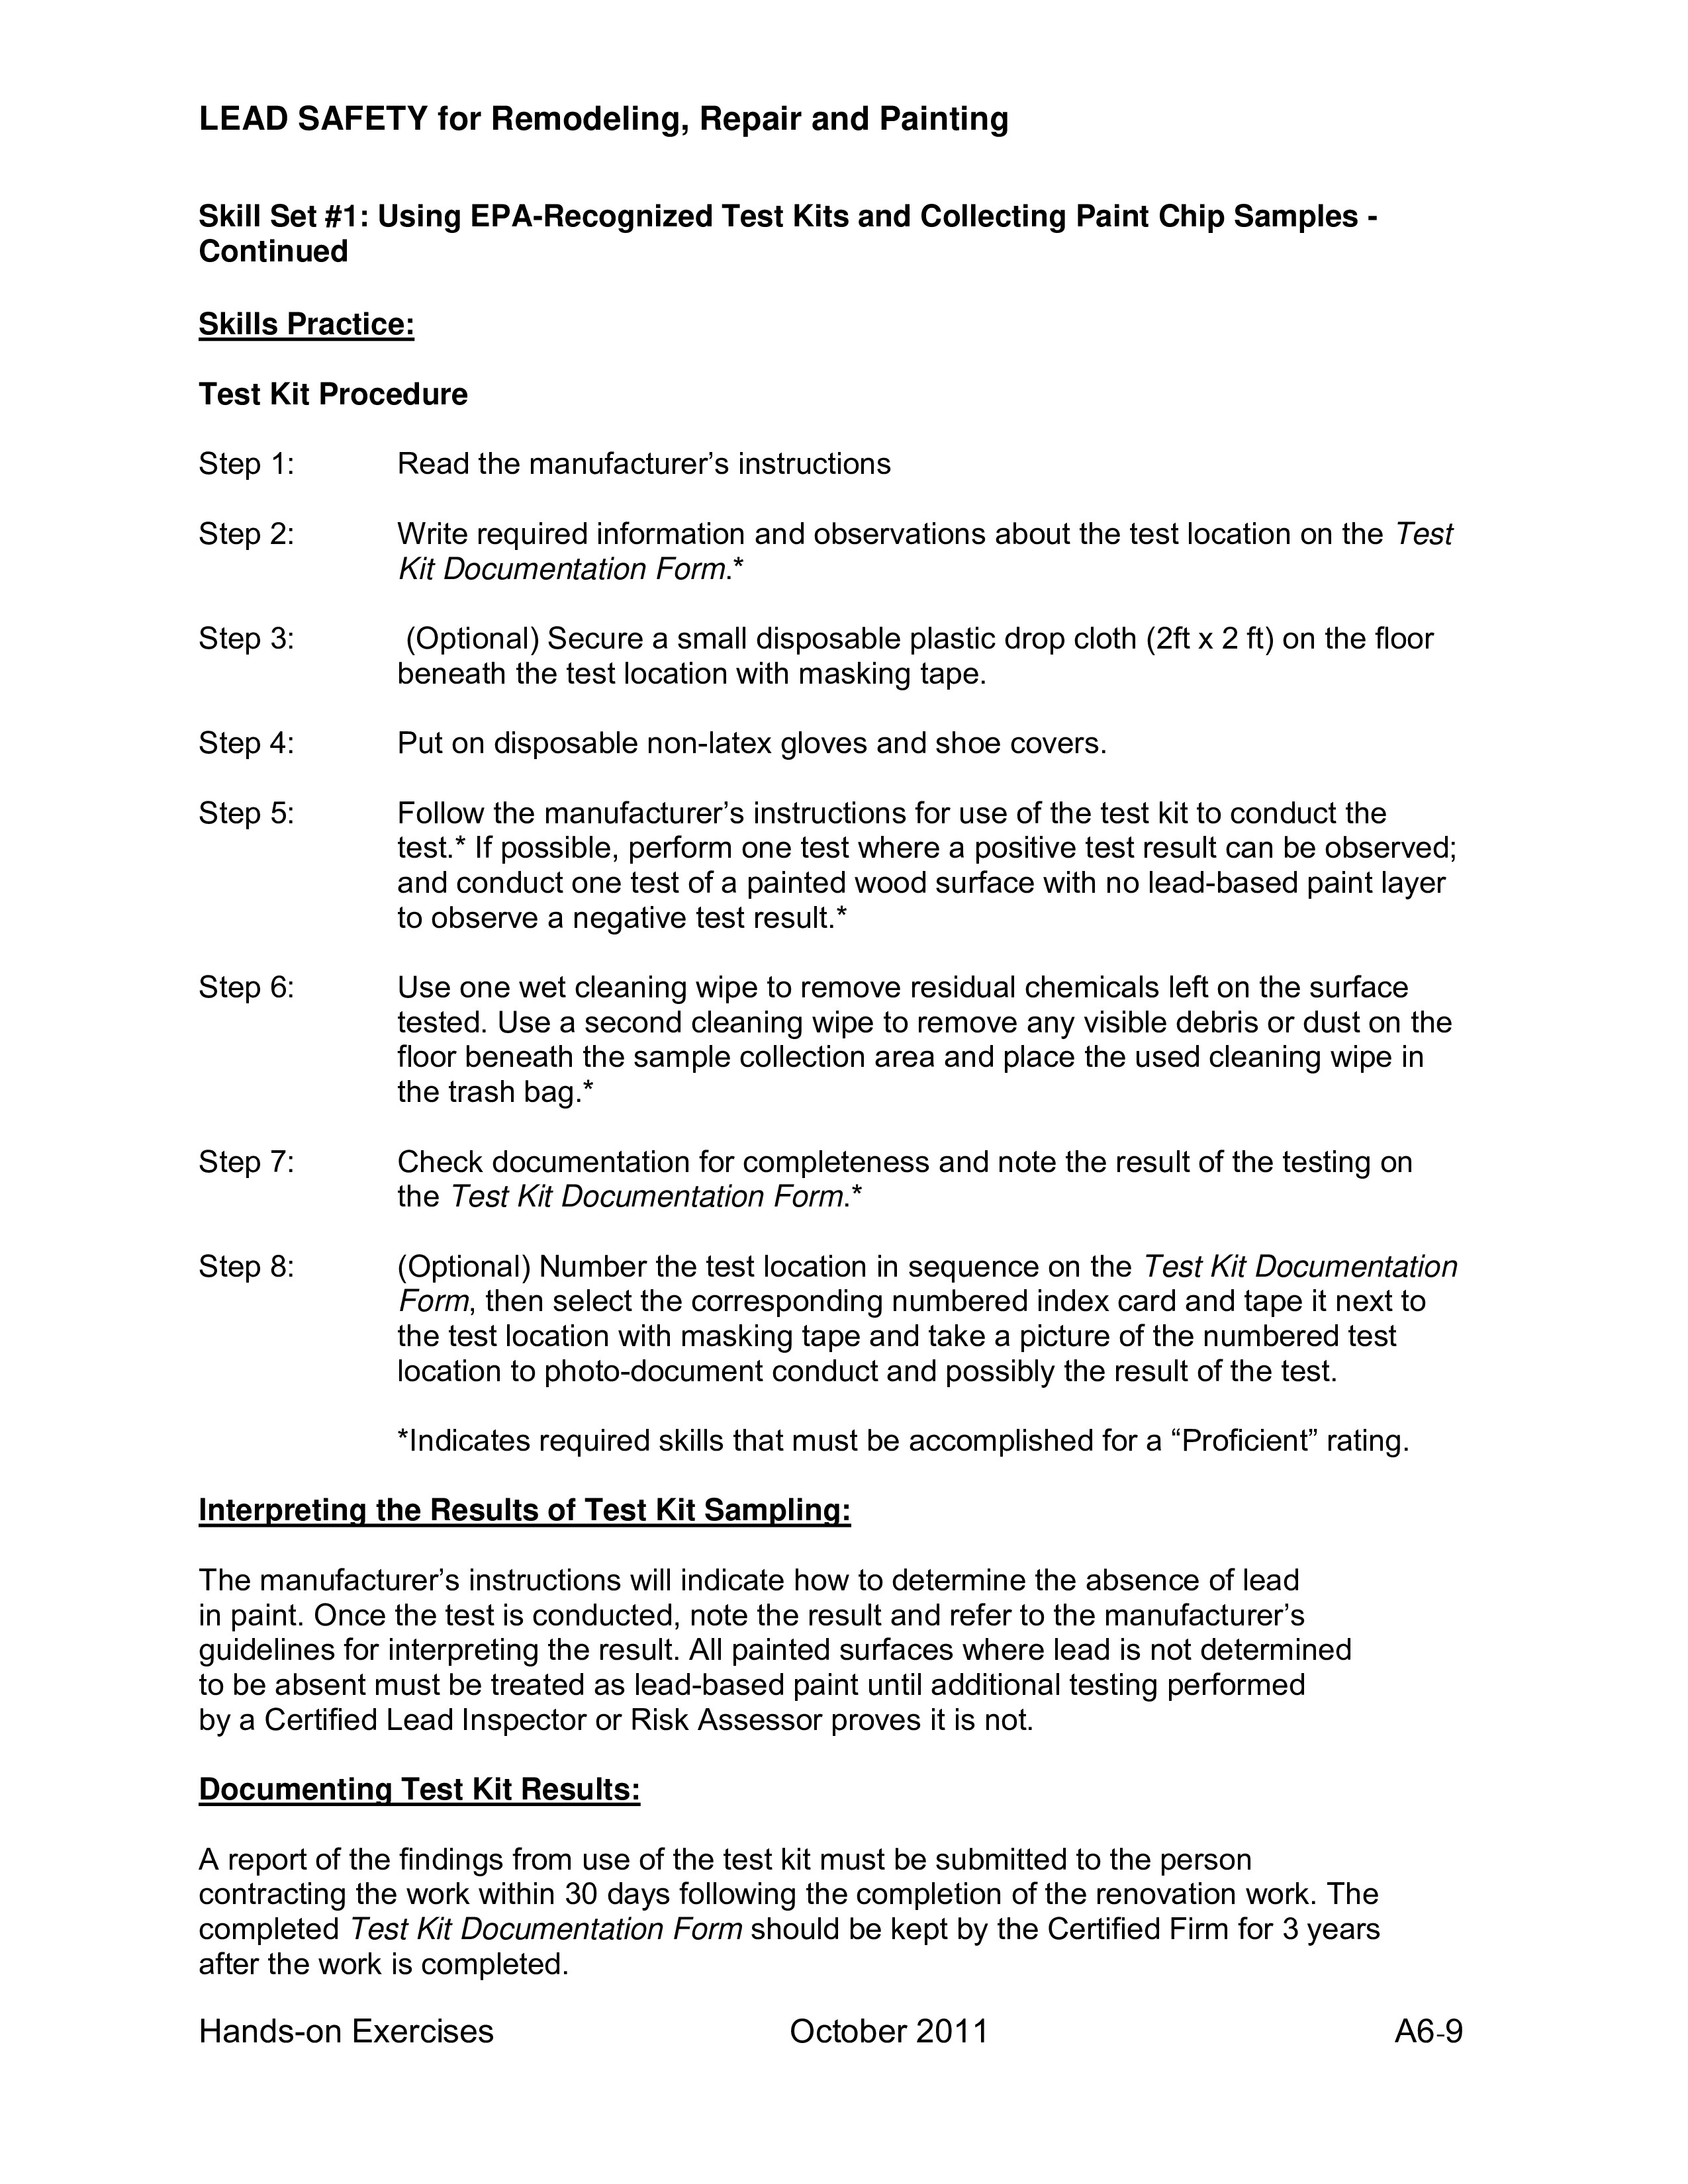 LEAD SAFETY for Remodeling, Repair and Painting
Skill Set #1: Using EPA-Recognized Test Kits and Collecting Paint Chip Samples -
Continued
Skills Practice:
Test Kit Procedure
Step 1: Read the manufacturer’s instructions
Step 2: Write required information and observations about the test location on the Test
Kit Documentation Form.*
Step 3: (Optional) Secure a small disposable plastic drop cloth (2ft x 2 ft) on the floor
beneath the test location with masking tape.
Step 4: Put on disposable non-latex gloves and shoe covers.
Step 5: Follow the manufacturer’s instructions for use of the test kit to conduct the
test.* If possible, perform one test where a positive test result can be observed;
and conduct one test of a painted wood surface with no lead-based paint layer
to observe a negative test result.*
Step 6: Use one wet cleaning wipe to remove residual chemicals left on the surface
tested. Use a second cleaning wipe to remove any visible debris or dust on the
floor beneath the sample collection area and place the used cleaning wipe in
the trash bag.*
Step 7: Check documentation for completeness and note the result of the testing on
the Test Kit Documentation Form.*
Step 8: (Optional) Number the test location in sequence on the Test Kit Documentation
Form, then select the corresponding numbered index card and tape it next to
the test location with masking tape and take a picture of the numbered test
location to photo-document conduct and possibly the result of the test.
*Indicates required skills that must be accomplished for a “Proficient” rating.
Interpreting the Results of Test Kit Sampling:
The manufacturer’s instructions will indicate how to determine the absence of lead
in paint. Once the test is conducted, note the result and refer to the manufacturer’s
guidelines for interpreting the result. All painted surfaces where lead is not determined
to be absent must be treated as lead-based paint until additional testing performed
by a Certified Lead Inspector or Risk Assessor proves it is not.
Documenting Test Kit Results:
A report of the findings from use of the test kit must be submitted to the person
contracting the work within 30 days following the completion of the renovation work. The
completed Test Kit Documentation Form should be kept by the Certified Firm for 3 years
after the work is completed.
Hands-on Exercises October 2011 A6-9